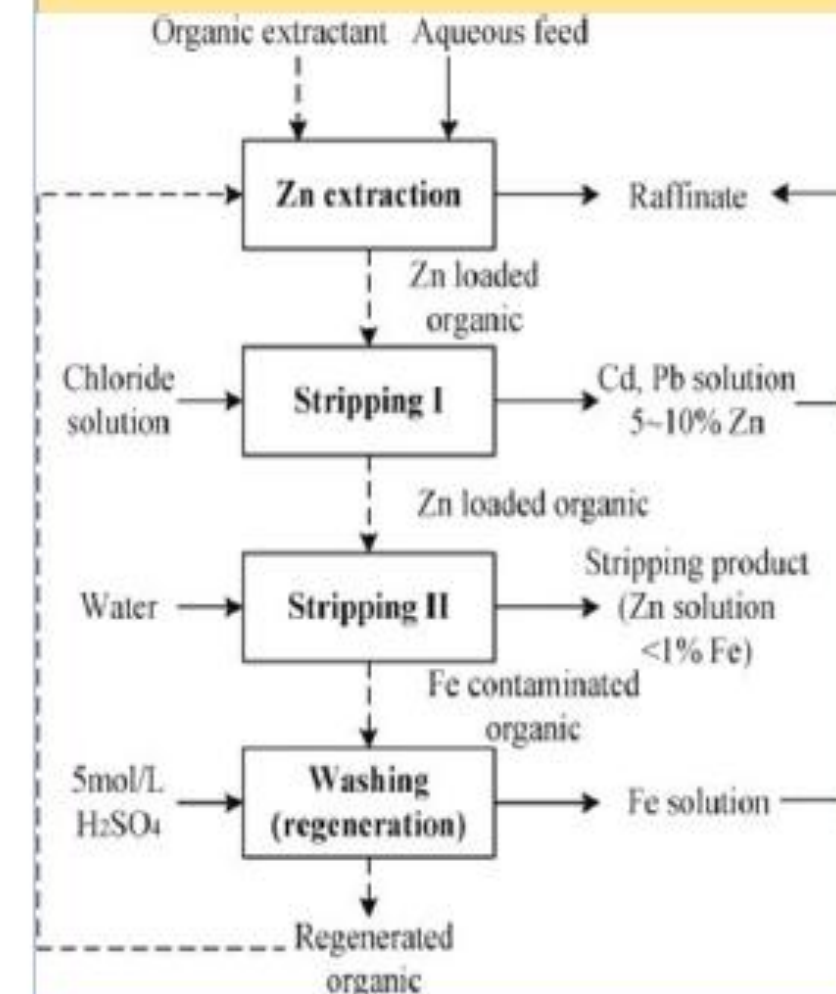 Organic extractant Aqueous feed
Zn extraction
Raffinate
Zn loaded
organic
Chloride
solution
Stripping I
Cd, Pb solution
5~10% Zn
Zn loaded organic
Water
Stripping II
Stripping product
(Zn solution
<1% Fe)
Fe contaminated
organic
5mol/L
H₂SO₄
Washing
(regeneration)
Fe solution
Regenerated
organic